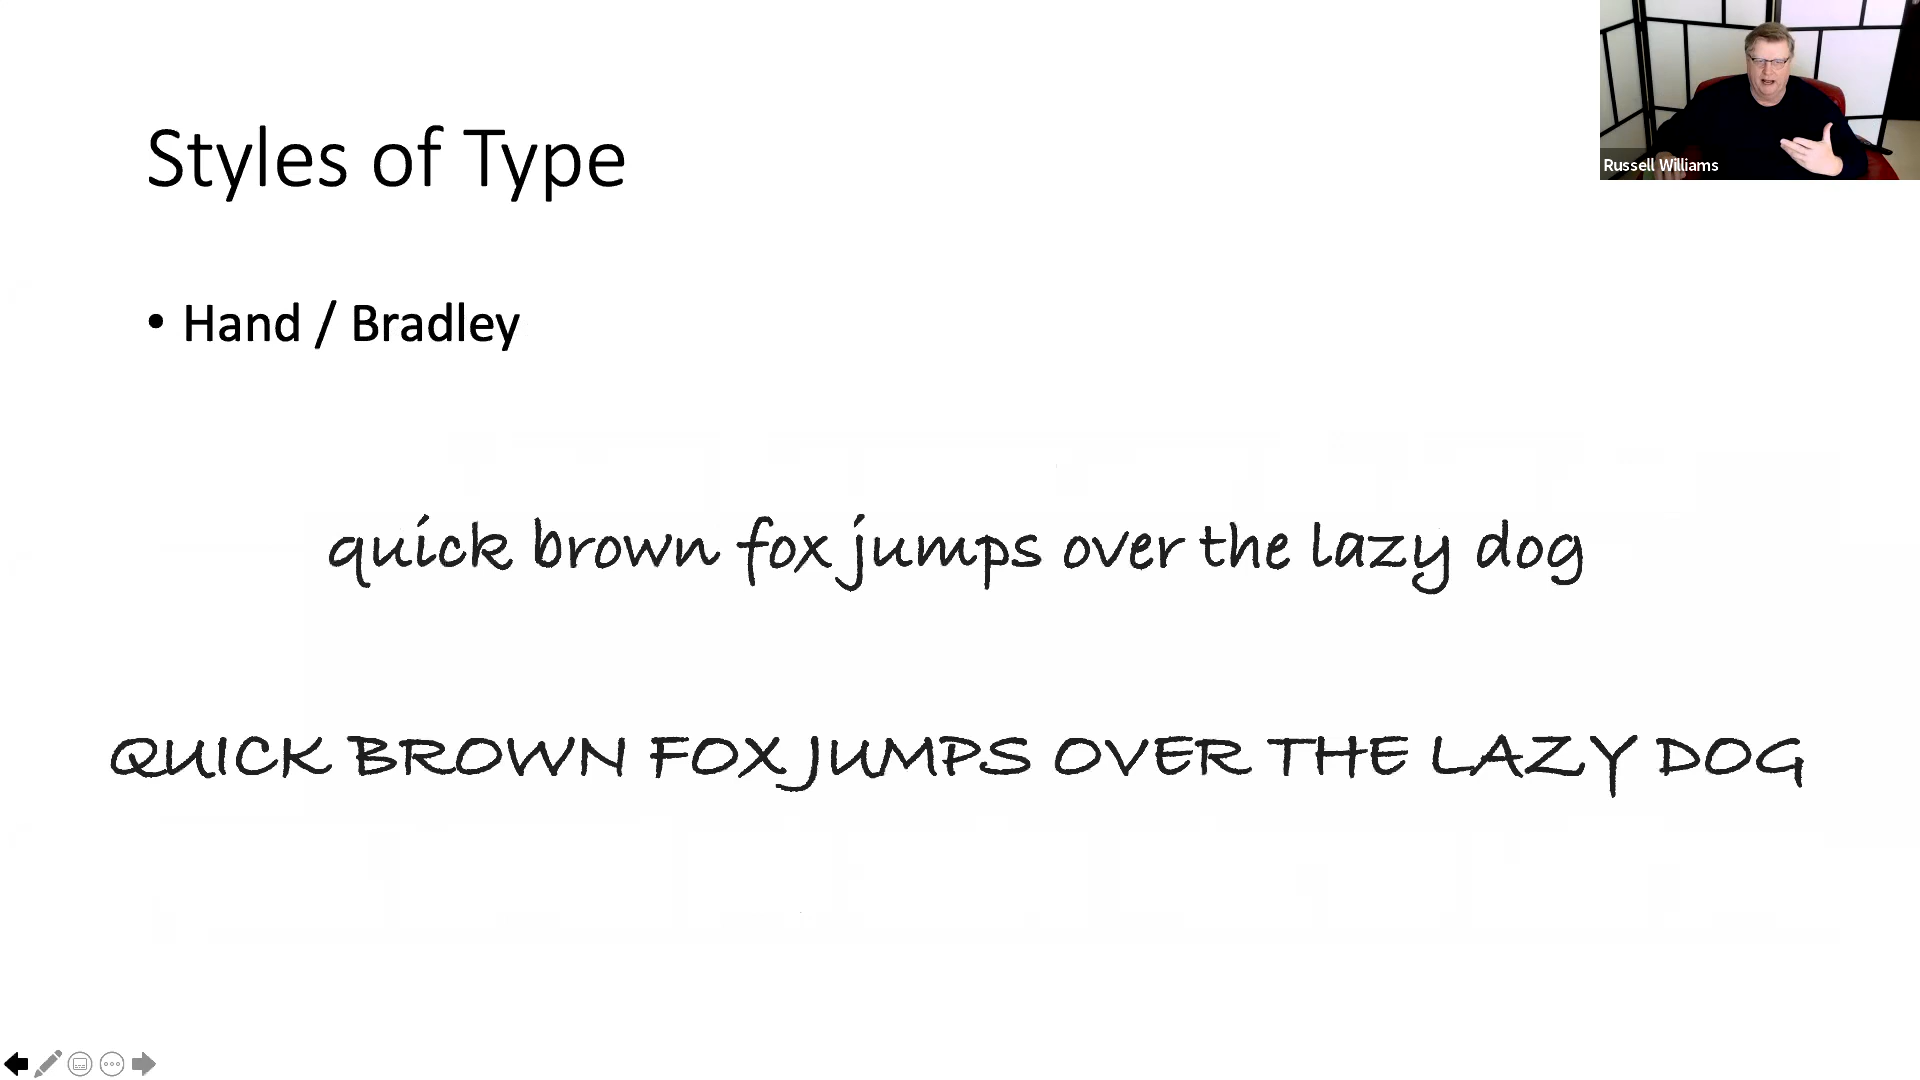 Styles of Type
Russell Williams
• Hand / Bradley
quick brown fox jumps over the lazy dog
QUICK BROWN FOX JUMPS OVER THE LAZY DOG